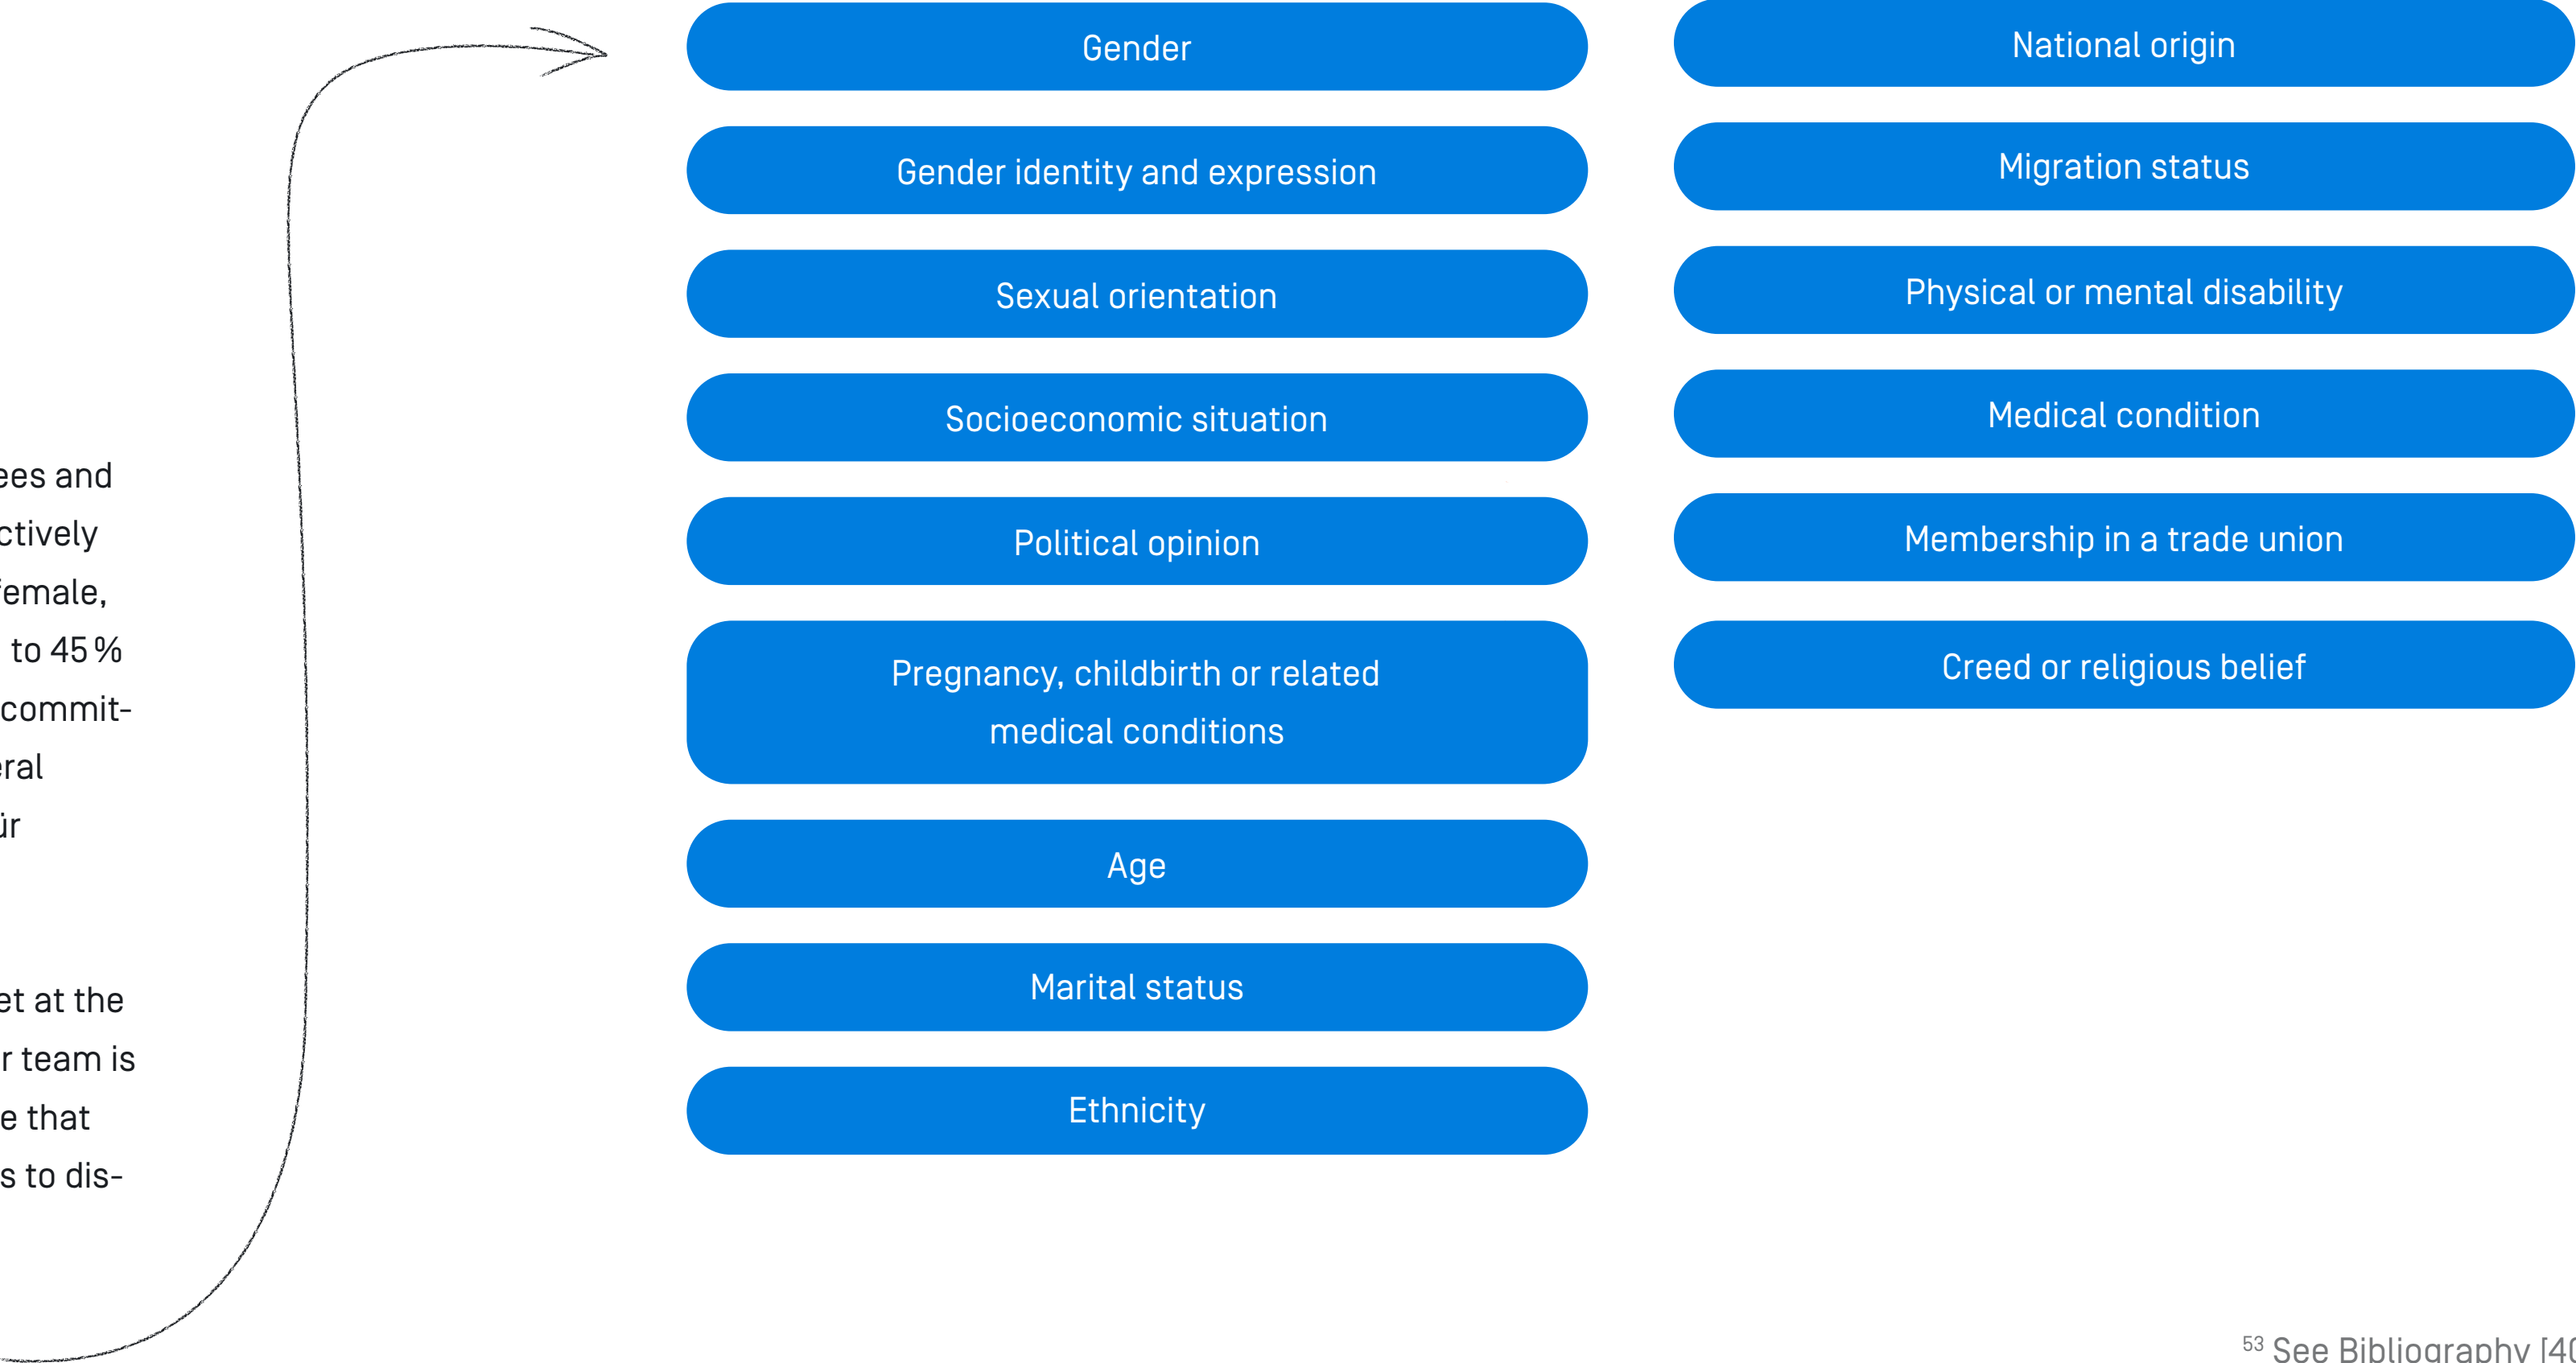 ees and
ctively
female,
to 45 %
commit-
eral
ür
et at the
r team is
e that
s to dis-
Gender
Gender identity and expression
Sexual orientation
Socioeconomic situation
Political opinion
Pregnancy, childbirth or related
medical conditions
Age
Marital status
Ethnicity
National origin
Migration status
Physical or mental disability
Medical condition
Membership in a trade union
Creed or religious belief
53 See Bibliography [40